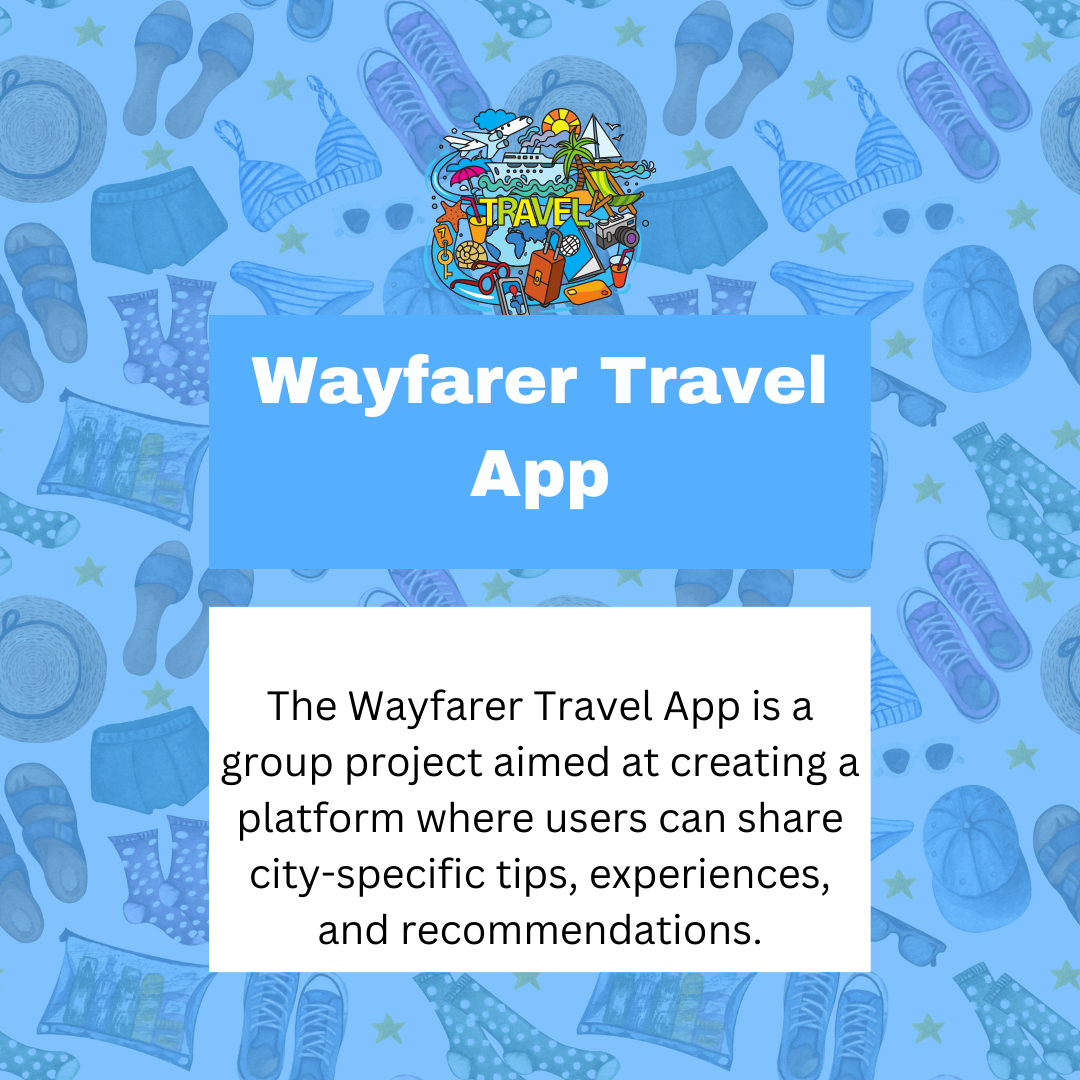 TRAVEL
7
Wayfarer Travel
App
The Wayfarer Travel App is a
group project aimed at creating a
platform where users can share
city-specific tips, experiences,
and recommendations.